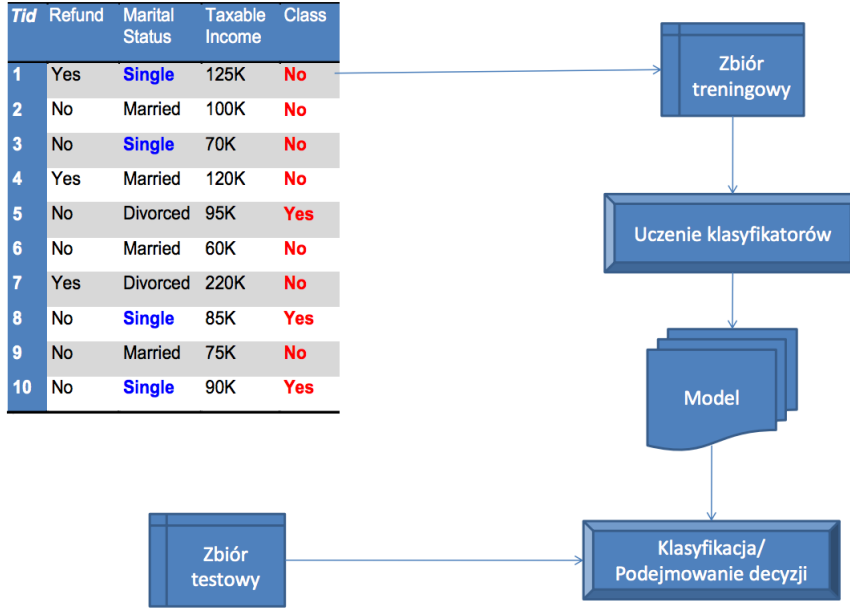 Tid Refund Marital Status Taxable Income Class
1 Yes Single 125K No
2 No Married 100K No
3 No Single 70K No
4 Yes Married 120K No
5 No Divorced 95K Yes
6 No Married 60K No
7 Yes Divorced 220K No
8 No Single 85K Yes
9 No Married 75K No
10 No Single 90K Yes
Zbiór
treningowy
Uczenie klasyfikatorów
Model
Zbiór
testowy
Klasyfikacja/
Podejmowanie decyzji